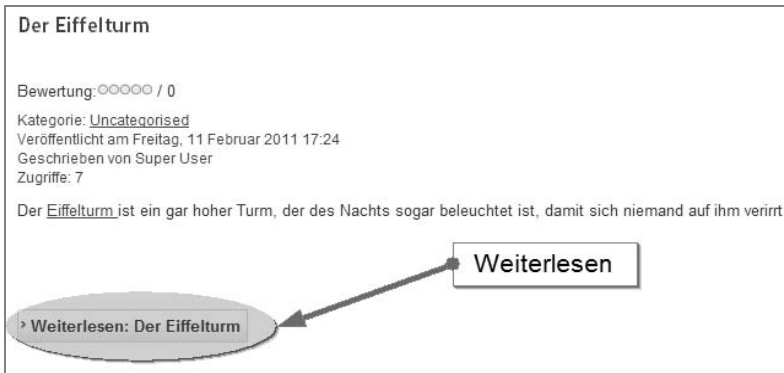 Der Eiffelturm
Bewertung: / 0
Kategorie: Uncategorised
Veröffentlicht am Freitag, 11 Februar 2011 17:24
Geschrieben von Super User
Zugriffe: 7
Der Eiffelturm ist ein gar hoher Turm, der des Nachts sogar beleuchtet ist, damit sich niemand auf ihm verirrt
Weiterlesen
› Weiterlesen: Der Eiffelturm